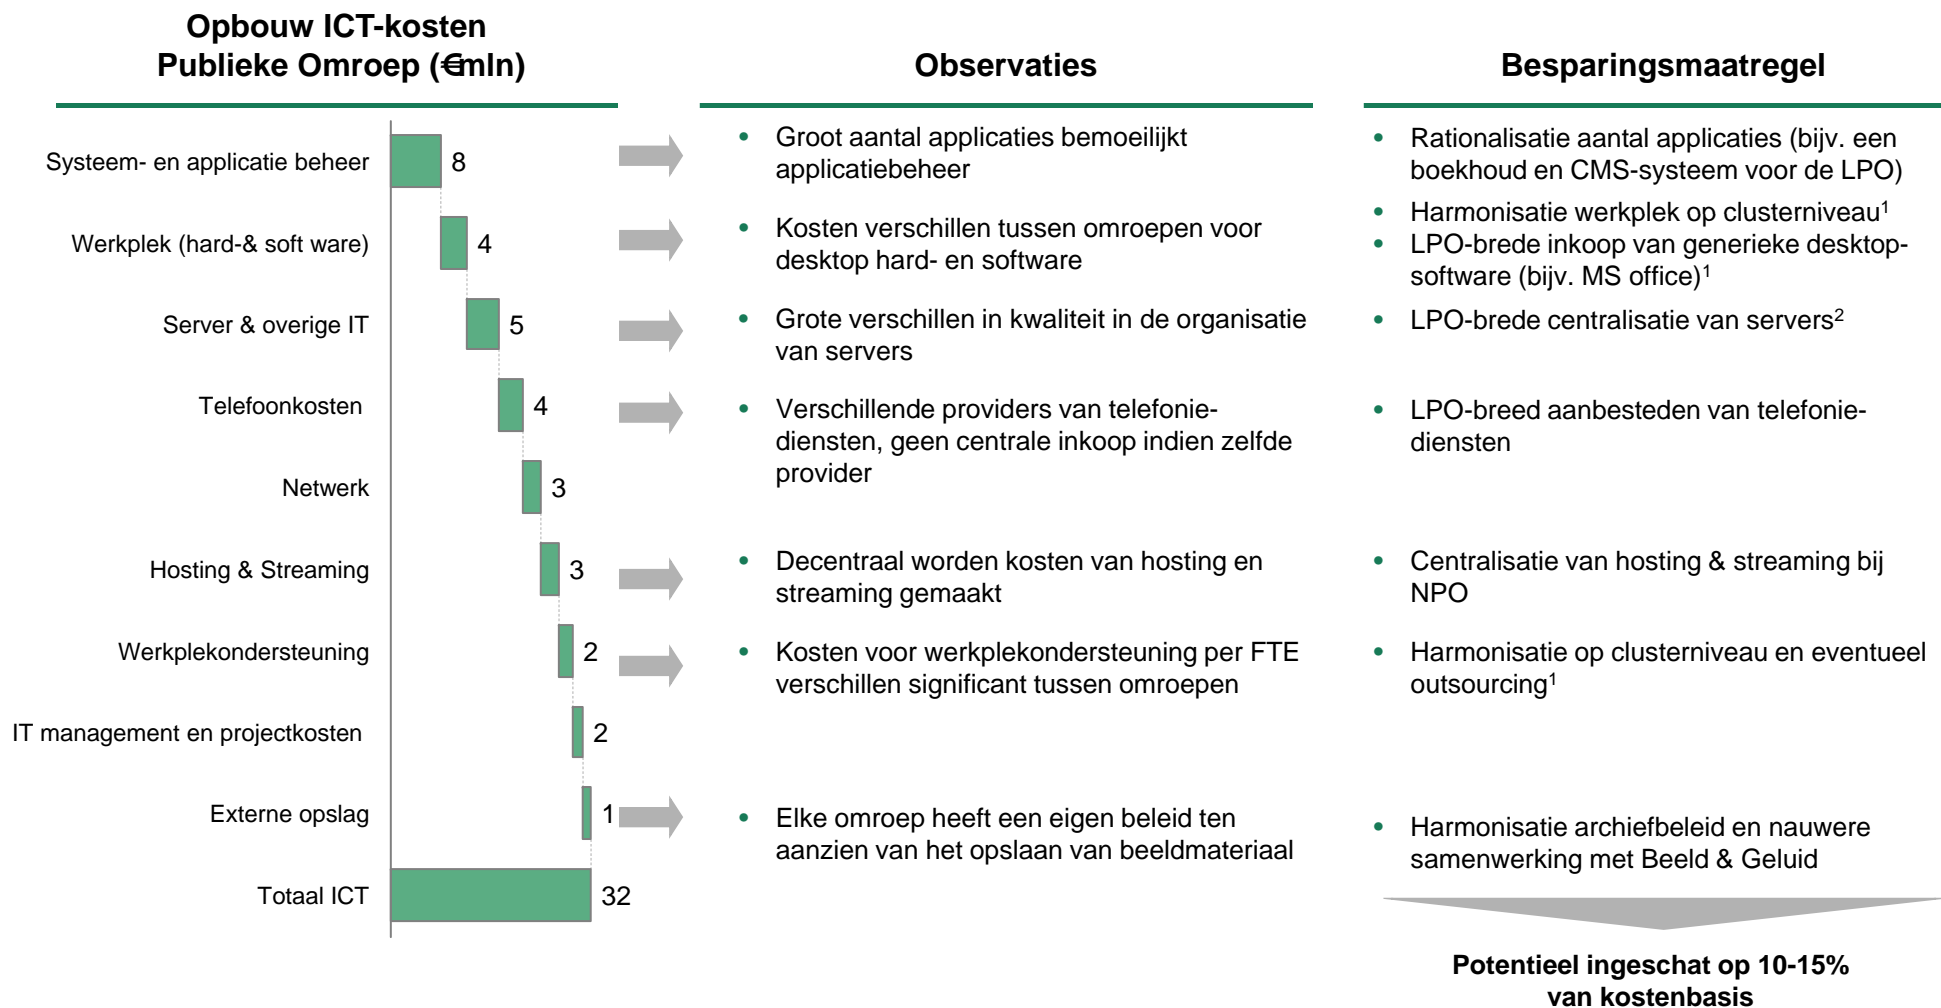 Opbouw ICT-kosten
Publieke Omroep (€mln)
Observaties
Besparingsmaatregel
Systeem- en applicatie beheer
8
• Groot aantal applicaties bemoeilijkt
applicatiebeheer
• Rationalisatie aantal applicaties (bijv. een
boekhoud en CMS-systeem voor de LPO)
Werkplek (hard-& soft ware)
4
• Kosten verschillen tussen omroepen voor
desktop hard- en software
• Harmonisatie werkplek op clusterniveau¹
• LPO-brede inkoop van generieke desktop-
software (bijv. MS office)¹
Server & overige IT
5
• Grote verschillen in kwaliteit in de organisatie
van servers
• LPO-brede centralisatie van servers²
Telefoonkosten
4
• Verschillende providers van telefonie-
diensten, geen centrale inkoop indien zelfde
provider
• LPO-breed aanbesteden van telefonie-
diensten
Netwerk
3
Hosting & Streaming
3
• Decentraal worden kosten van hosting en
streaming gemaakt
• Centralisatie van hosting & streaming bij
NPO
Werkplekondersteuning
2
• Kosten voor werkplekondersteuning per FTE
verschillen significant tussen omroepen
• Harmonisatie op clusterniveau en eventueel
outsourcing¹
IT management en projectkosten
2
Externe opslag
1
• Elke omroep heeft een eigen beleid ten
aanzien van het opslaan van beeldmateriaal
• Harmonisatie archiefbeleid en nauwere
samenwerking met Beeld & Geluid
Totaal ICT
32
Potentieel ingeschat op 10-15%
van kostenbasis